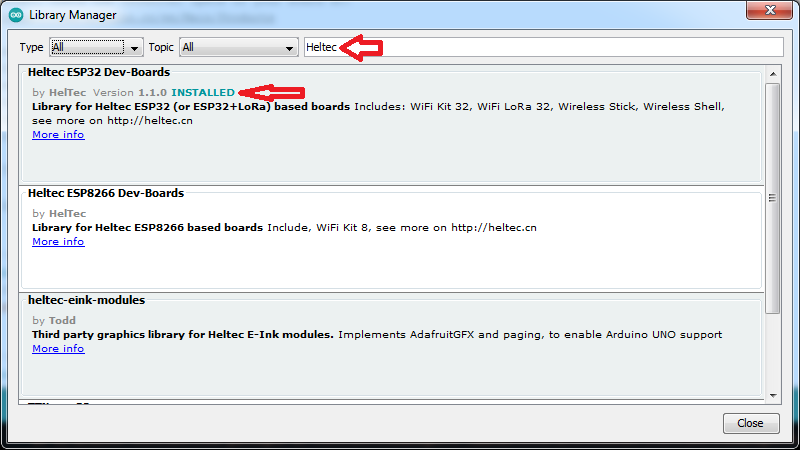 Library Manager
Type All Topic All Heltec
Heltec ESP32 Dev-Boards
by HelTec Version 1.1.0 INSTALLED
Library for Heltec ESP32 (or ESP32+LoRa) based boards Includes: WiFi Kit 32, WiFi LoRa 32, Wireless Stick, Wireless Shell,
see more on http://heltec.cn
More info
Heltec ESP8266 Dev-Boards
by HelTec
Library for Heltec ESP8266 based boards Include, WiFi Kit 8, see more on http://heltec.cn
More info
heltec-eink-modules
by Todd
Third party graphics library for Heltec E-Ink modules. Implements AdafruitGFX and paging, to enable Arduino UNO support
More info
Close